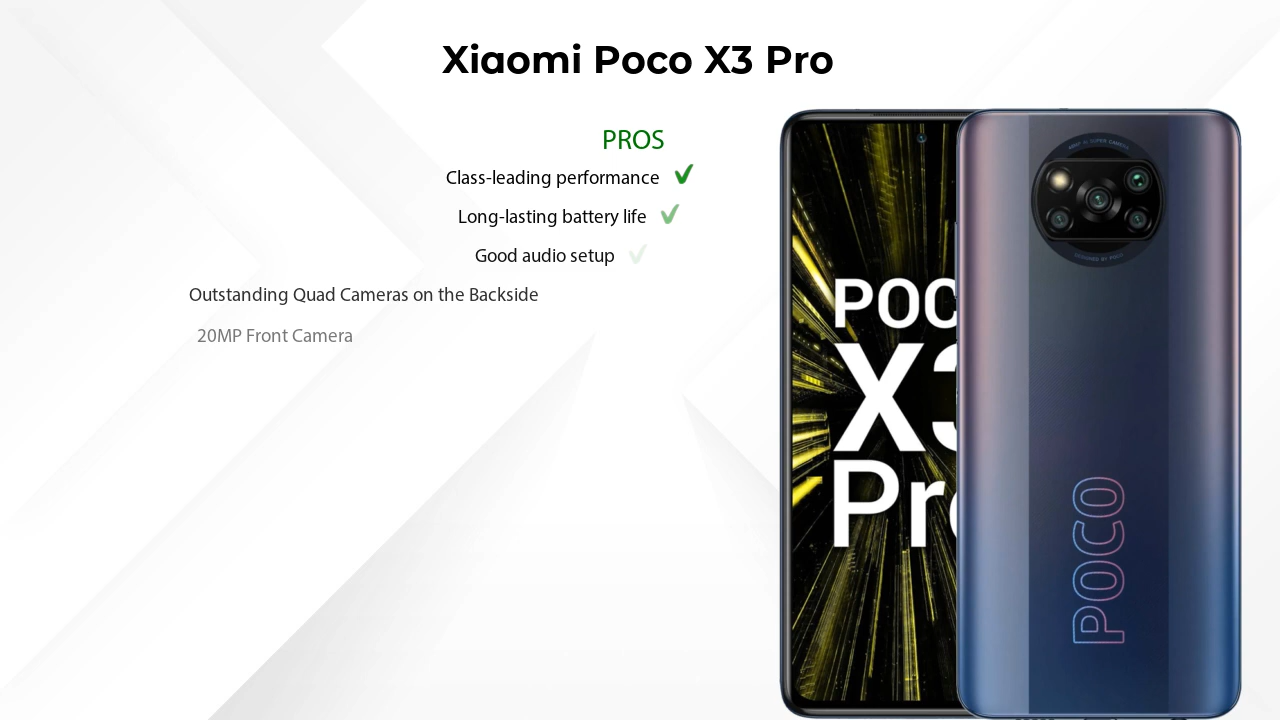 Xiaomi Poco X3 Pro
PROS
Class-leading performance
Long-lasting battery life
Good audio setup
Outstanding Quad Cameras on the Backside
20MP Front Camera
POC
X3
Pro
POCO